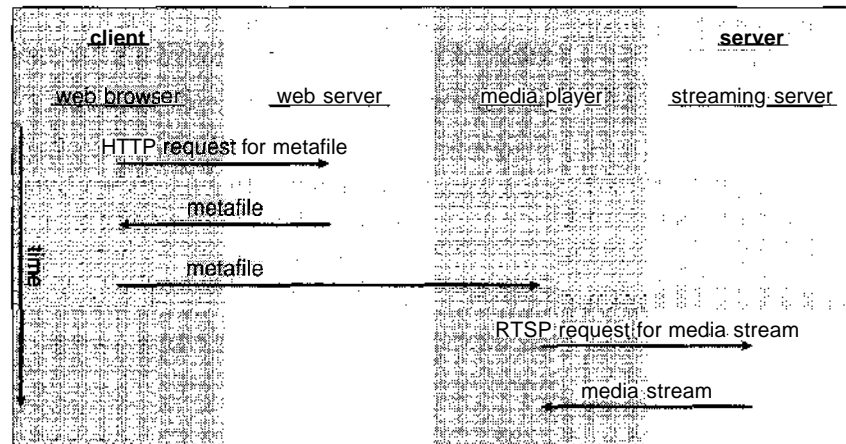 client server
web browser web server media player streaming server
HTTP request for metafile
metafile
time
metafile
RTSP request for media stream
media stream